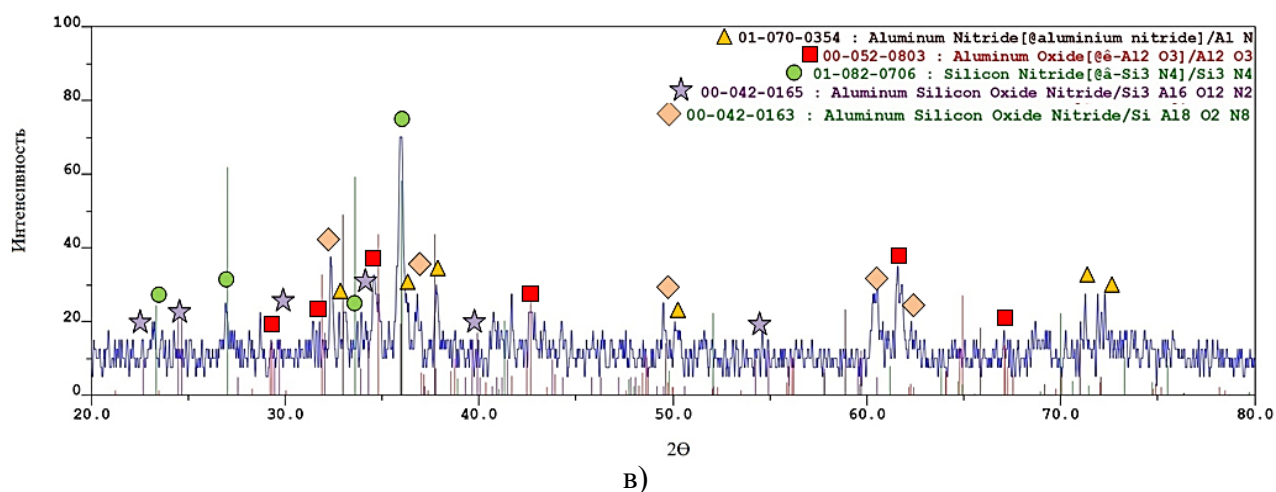 100
80
60
40
20
0
Интенсивность
01-070-0354 : Aluminum Nitride[@aluminium nitride]/Al N
00-052-0803 : Aluminum Oxide[@ê-Al2 O3]/Al2 O3
01-082-0706 : Silicon Nitride[@â-Si3 N4]/Si3 N4
00-042-0165 : Aluminum Silicon Oxide Nitride/Si3 Al6 O12 N2
00-042-0163 : Aluminum Silicon Oxide Nitride/Si Al8 O2 N8
20.0 30.0 40.0 50.0 60.0 70.0 80.0
2Θ
в)